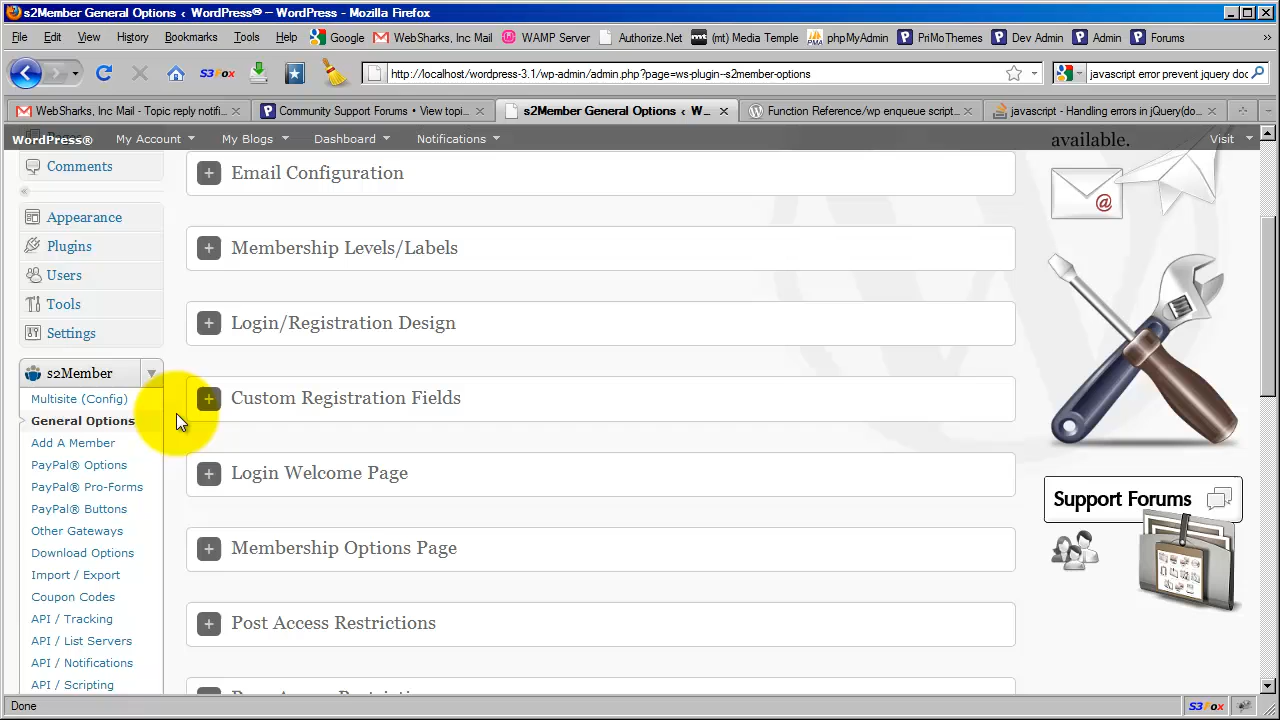 s2Member General Options ‹ WordPress® — WordPress - Mozilla Firefox
File Edit View History Bookmarks Tools Help Google WebSharks, Inc Mail WAMP Server Authorize.Net (mt) Media Temple phpMyAdmin PriMoThemes Dev Admin Admin Forums »
S3Fox http://localhost/wordpress-3.1/wp-admin/admin.php?page=ws-plugin--s2member-options javascript error prevent jquery doc
WebSharks, Inc Mail - Topic reply notifi... Community Support Forums • View top... s2Member General Options ‹ W... Function Reference/wp enqueue script... javascript - Handling errors in jQuery(do...
WordPress® My Account My Blogs Dashboard Notifications Visit
available.
Comments
Appearance
Plugins
Users
Tools
Settings
s2Member
Multisite (Config)
General Options
Add A Member
PayPal® Options
PayPal® Pro-Forms
PayPal® Buttons
Other Gateways
Download Options
Import / Export
Coupon Codes
API / Tracking
API / List Servers
API / Notifications
API / Scripting
Email Configuration
Membership Levels/Labels
Login/Registration Design
Custom Registration Fields
Login Welcome Page
Membership Options Page
Post Access Restrictions
Support Forums
Done S3Fox